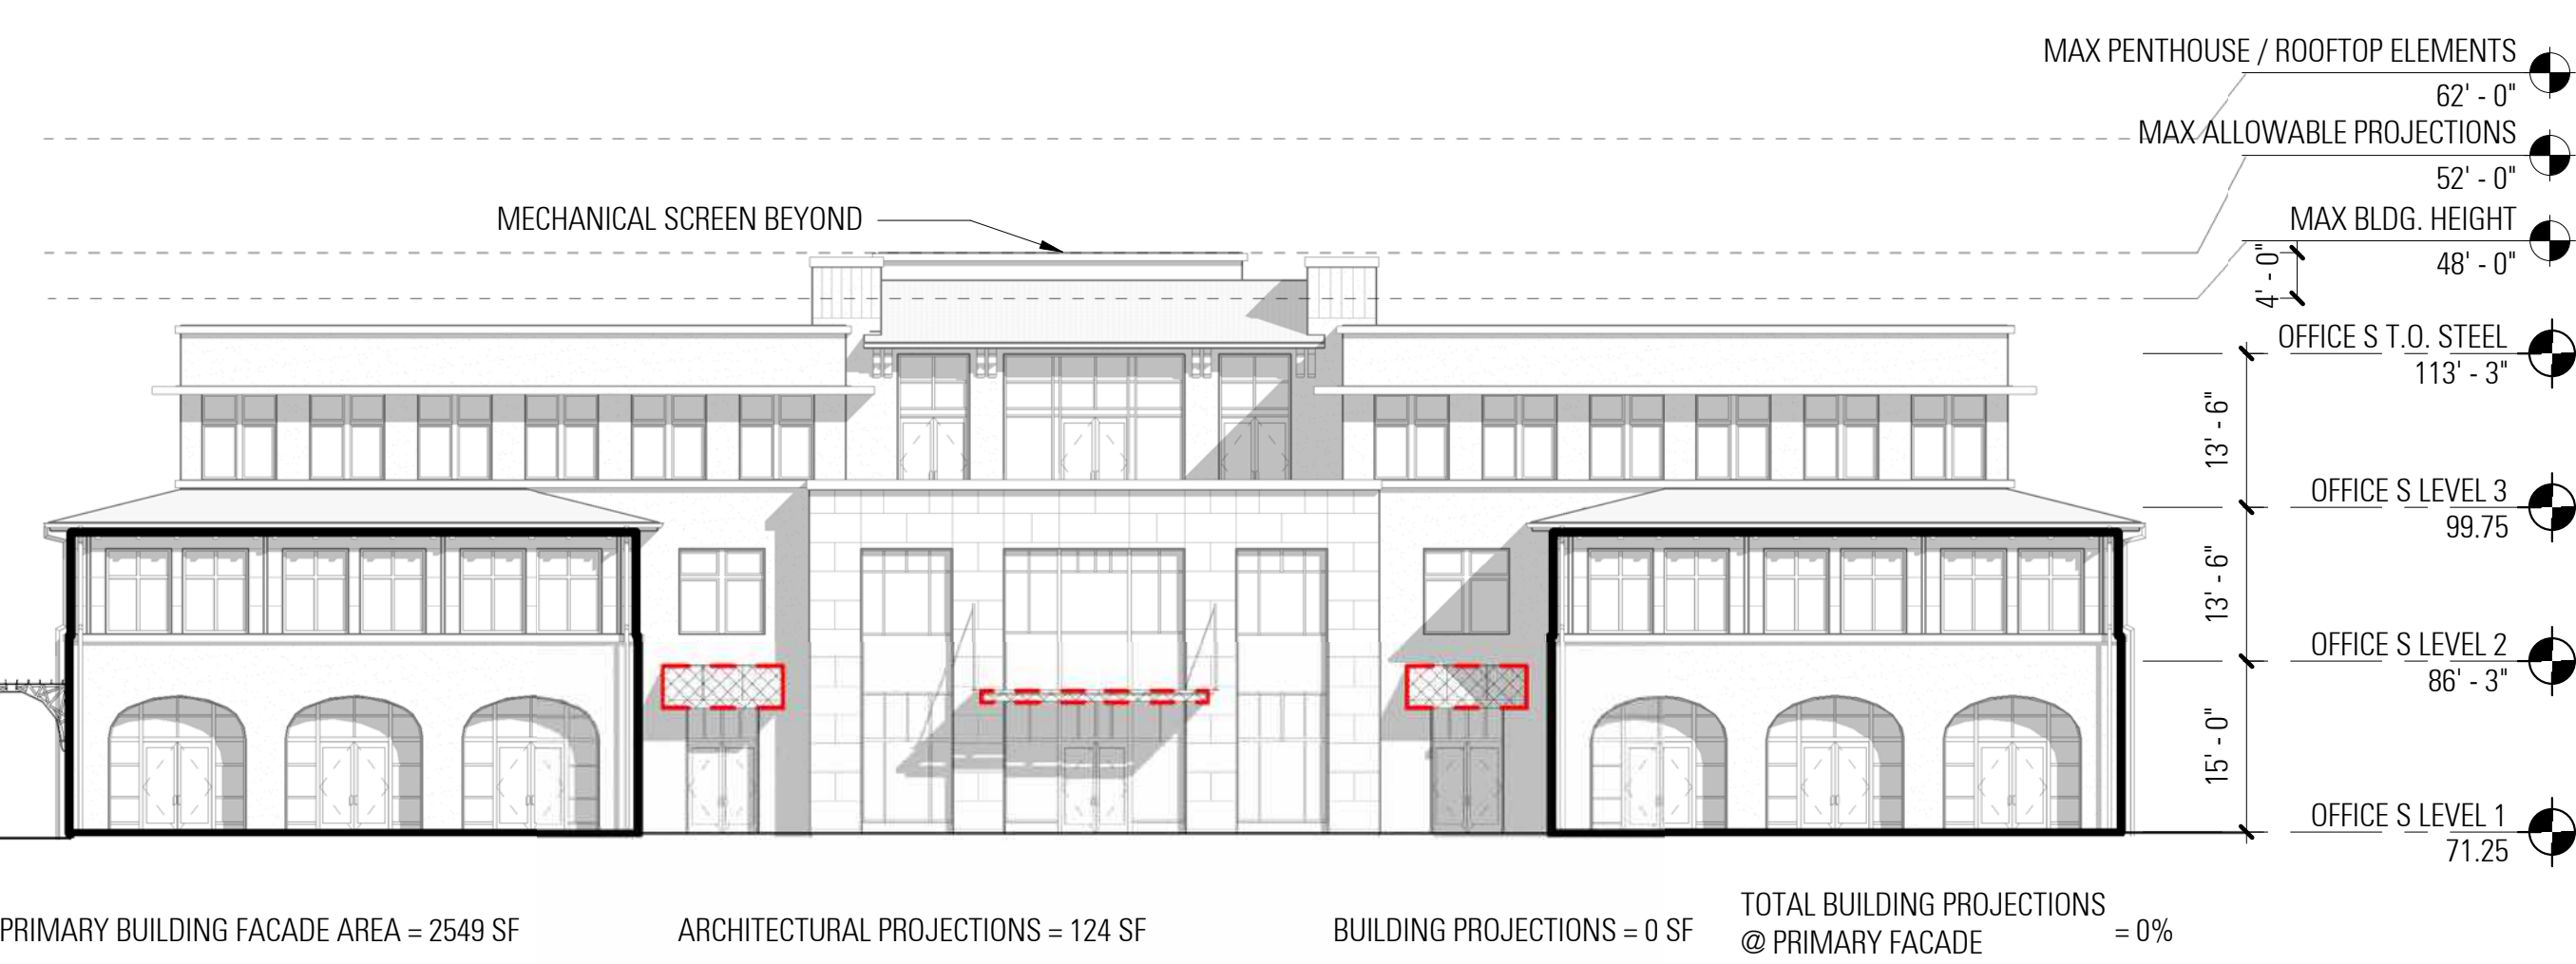 MAX PENTHOUSE / ROOFTOP ELEMENTS
62' - 0"
MAX ALLOWABLE PROJECTIONS
52' - 0"
MECHANICAL SCREEN BEYOND
MAX BLDG. HEIGHT
48' - 0"
4' - 0"
OFFICE S T.O. STEEL
113' - 3"
13' - 6"
OFFICE S LEVEL 3
99.75
13' - 6"
OFFICE S LEVEL 2
86' - 3"
15' - 0"
OFFICE S LEVEL 1
71.25
PRIMARY BUILDING FACADE AREA = 2549 SF
ARCHITECTURAL PROJECTIONS = 124 SF
BUILDING PROJECTIONS = 0 SF
TOTAL BUILDING PROJECTIONS
@ PRIMARY FACADE = 0%